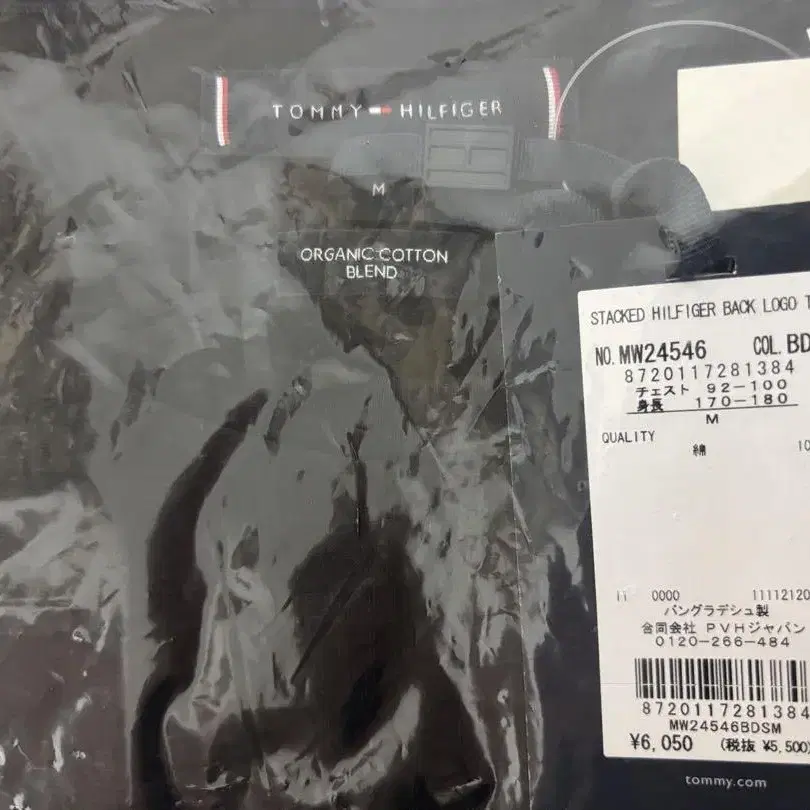 TOMMY HILFIGER
M
ORGANIC COTTON
BLEND
STACKED HILFIGER BACK LOGO T
NO. MW24546 COL. BD
8720117281384
チェスト 92-100
身長 170-180
M
QUALITY
綿 10
11 0000 11112120
バングラデシュ製
合同会社 PVHジャパン
0120-266-484
8720117281384
MW24546BDSM
¥6,050 (税抜 ¥5,500)
tommy.com